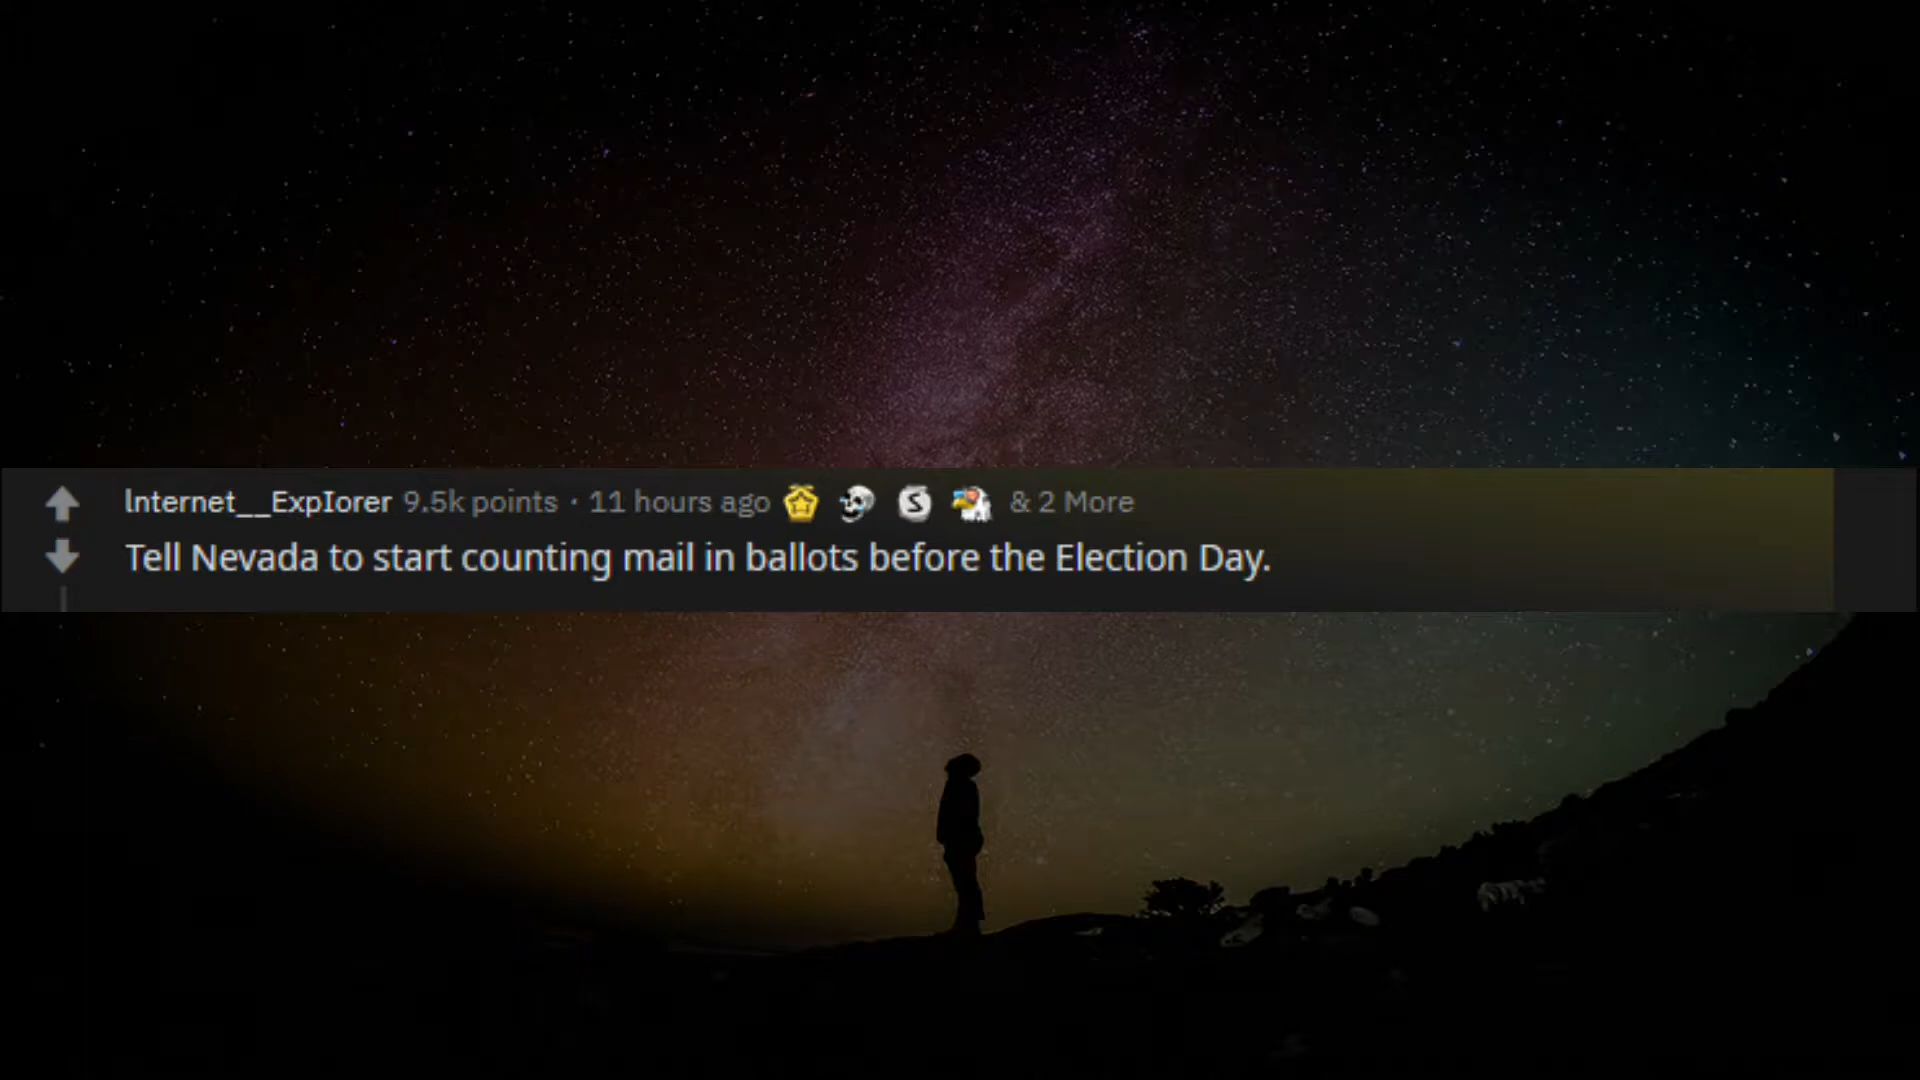 lnternet__ExpIorer 9.5k points · 11 hours ago & 2 More
Tell Nevada to start counting mail in ballots before the Election Day.